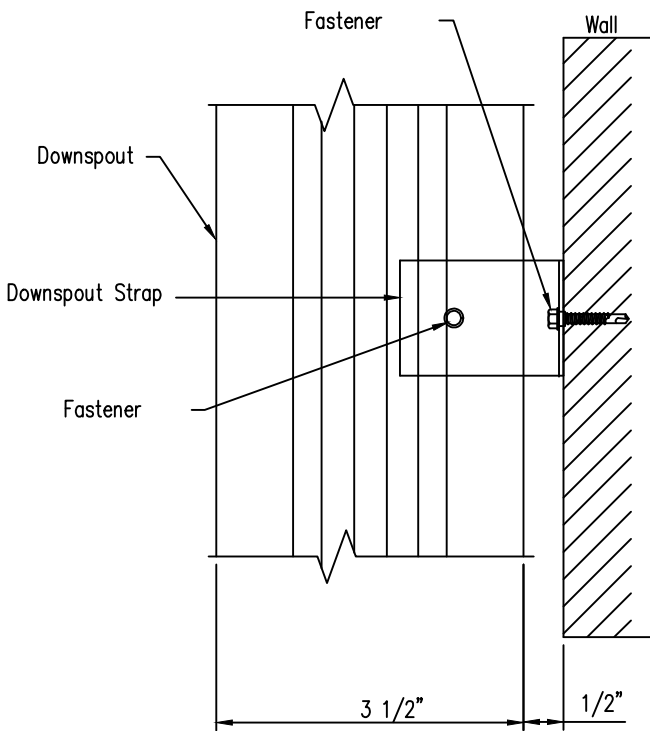 Fastener
Wall
Downspout
Downspout Strap
Fastener
3 1/2"
1/2"